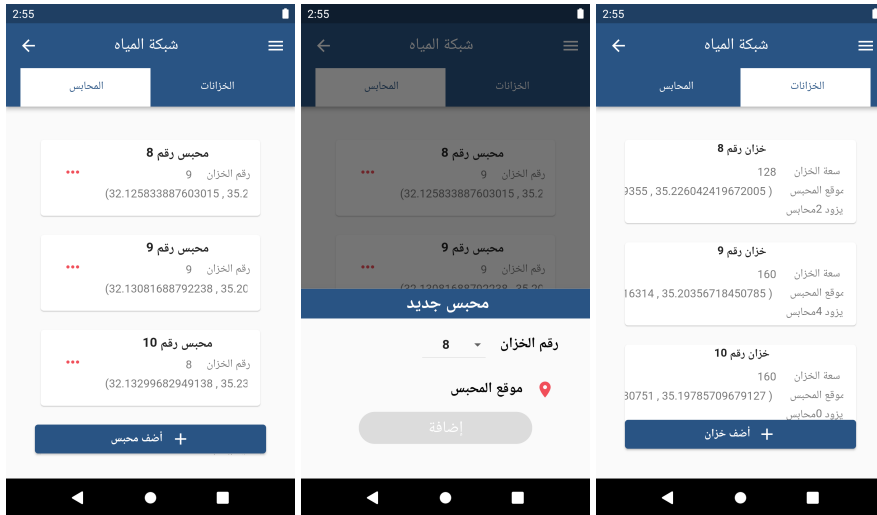 2:55
شبكة المياه
الخزانات
المحابس
محبس رقم 8
رقم الخزان 9
(32.125833887603015 , 35.2
محبس رقم 9
رقم الخزان 9
(32.13081688792238 , 35.20
محبس رقم 10
رقم الخزان 8
(32.13299682949138 , 35.23
+ أضف محبس
2:55
شبكة المياه
الخزانات
المحابس
محبس رقم 8
رقم الخزان 9
(32.125833887603015 , 35.2
محبس رقم 9
رقم الخزان 9
(32.13081688792238 , 35.20
محبس جديد
رقم الخزان 8
موقع المحبس
إضافة
2:55
شبكة المياه
الخزانات
المحابس
خزان رقم 8
سعة الخزان 128
موقع المحبس 9355 , 35.226042419672005 )
يزود 2محابس
خزان رقم 9
سعة الخزان 160
موقع المحبس 16314 , 35.20356718450785 )
يزود 4محابس
خزان رقم 10
سعة الخزان 160
موقع المحبس 30751 , 35.19785709679127 )
يزود 0محابس
+ أضف خزان